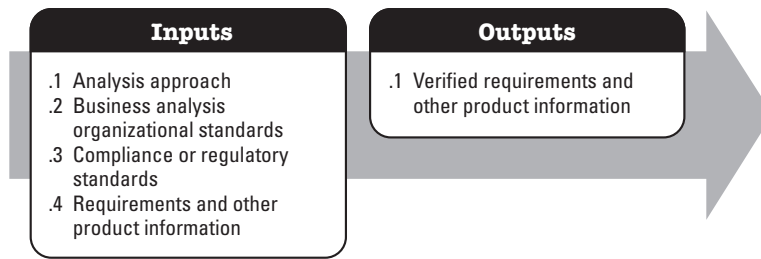 Inputs
.1 Analysis approach
.2 Business analysis
organizational standards
.3 Compliance or regulatory
standards
.4 Requirements and other
product information
Outputs
.1 Verified requirements and
other product information